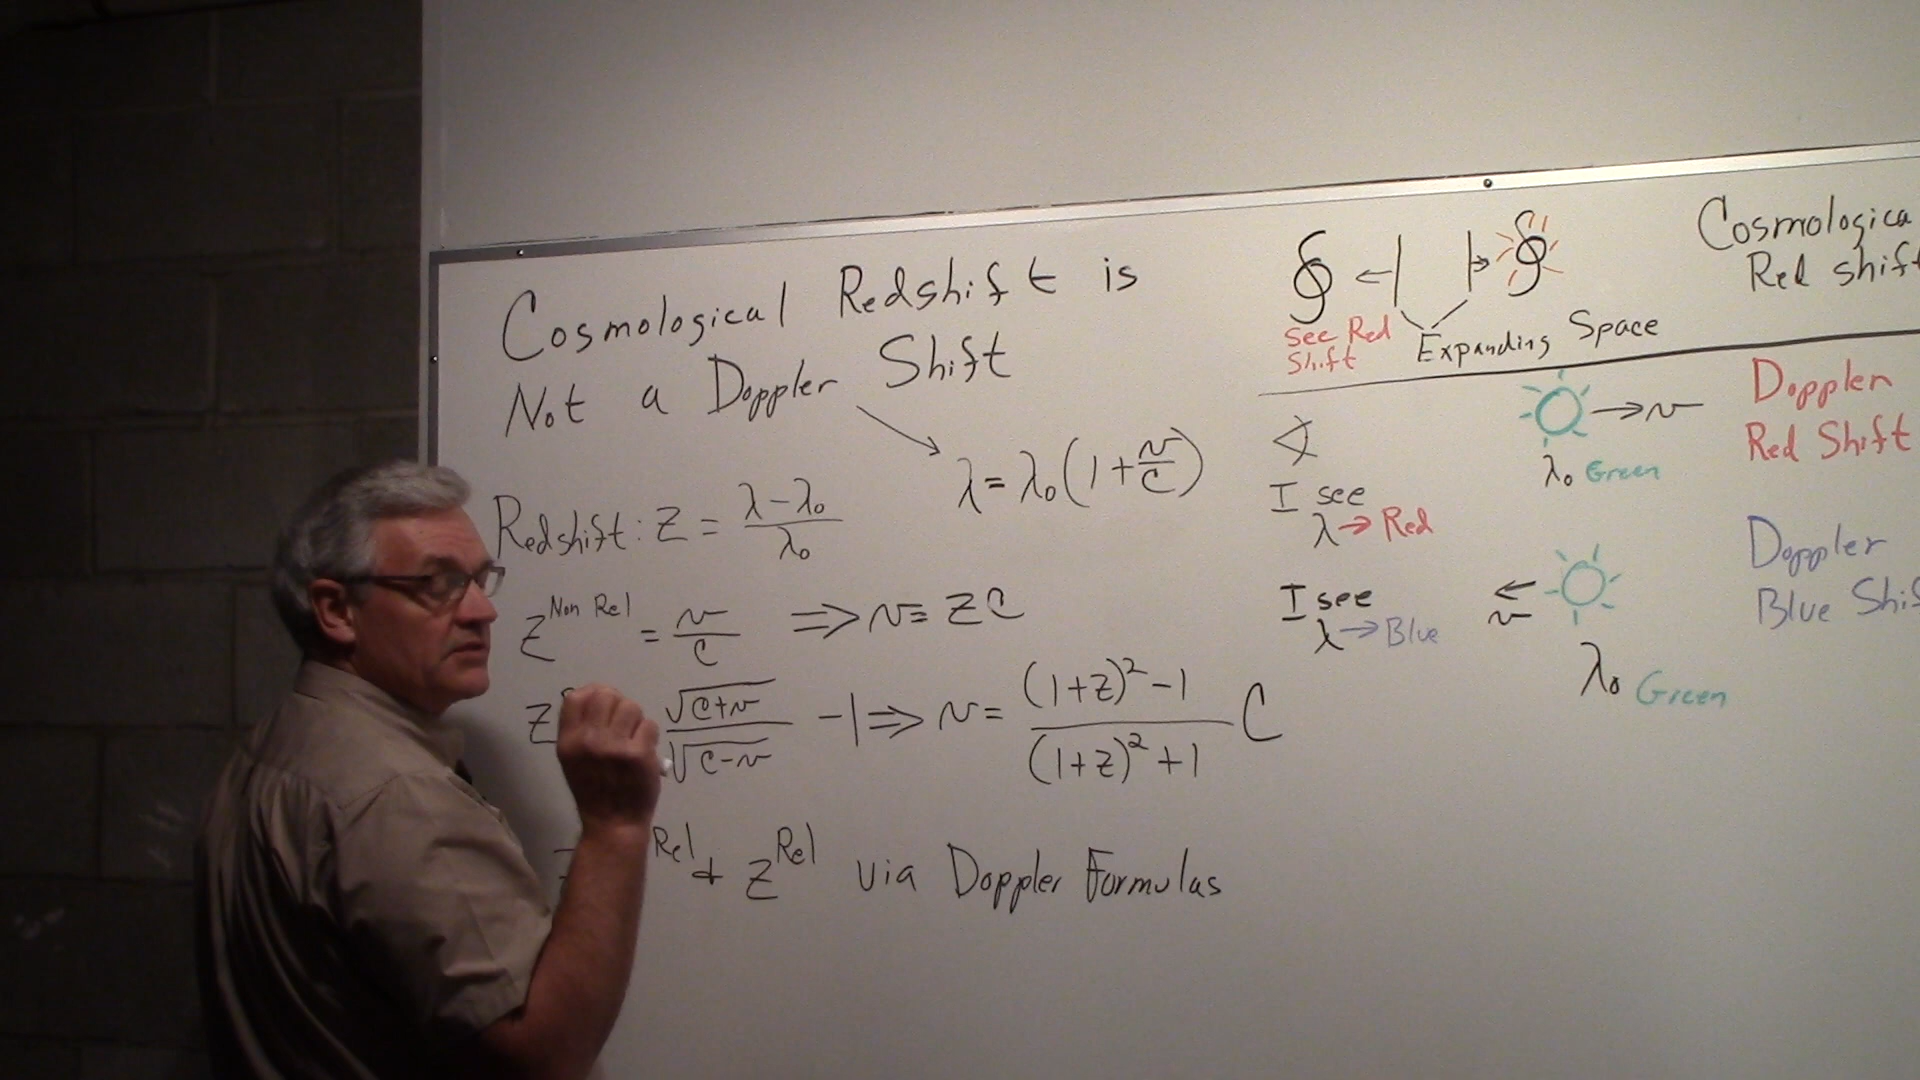 Cosmological Redshift is
Not a Doppler Shift
λ = λ₀(1 + v/c)
Redshift: z = (λ - λ₀)/λ₀
z^Non Rel = v/c ⇒ v = zc
z = √(c+v)/√(c-v) - 1 ⇒ v = ((1+z)² - 1)/((1+z)² + 1) c
Rel + z^Rel via Doppler Formulas
Cosmologica
Red shift
See Red
Shift
Expanding Space
→ v
Doppler
Red Shift
λ₀ Green
I see
λ → Red
Doppler
Blue Shif
I see
λ → Blue
← v
λ₀ Green